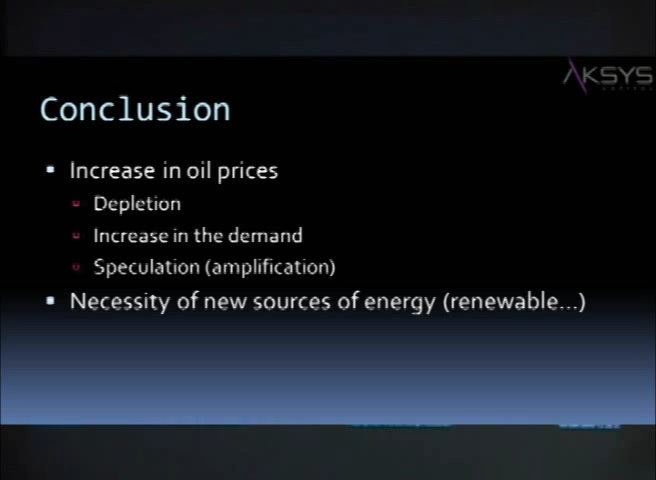 AKSYS
CAPITAL
Conclusion
Increase in oil prices
Depletion
Increase in the demand
Speculation (amplification)
Necessity of new sources of energy (renewable...)